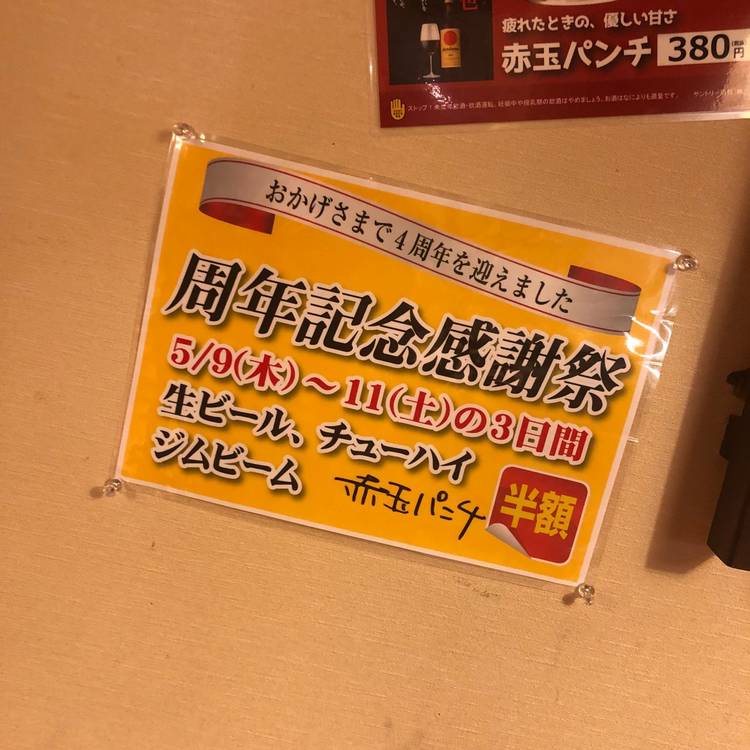 疲れたときの、優しい甘さ
赤玉パンチ 380円
おかげさまで4周年を迎えました
周年記念感謝祭
5/9(木)~11(土)の3日間
生ビール、チューハイ
ジムビーム 赤玉パンチ
半額